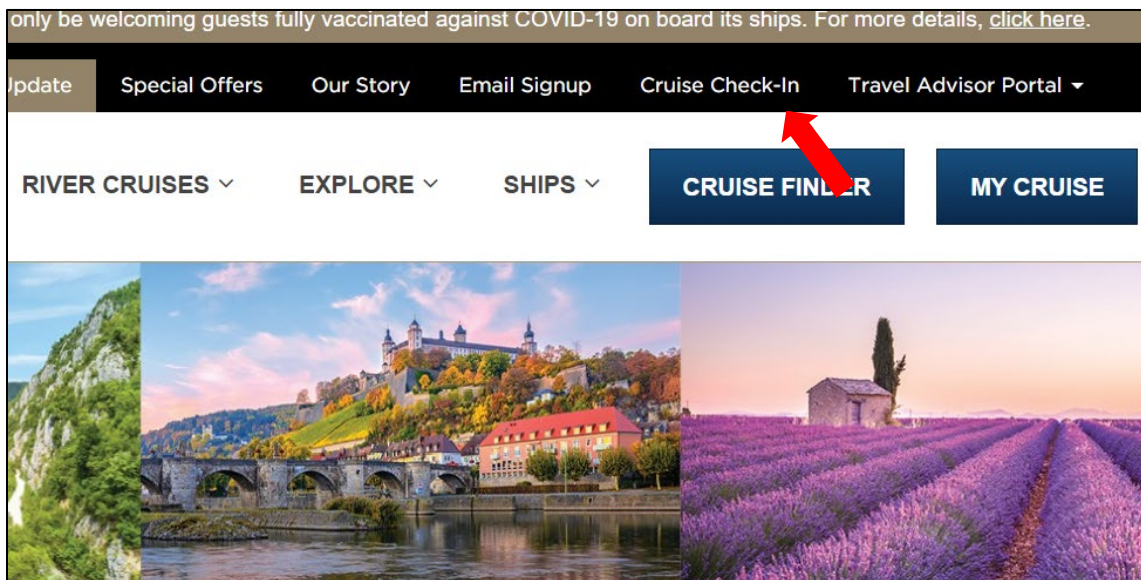 only be welcoming guests fully vaccinated against COVID-19 on board its ships. For more details, click here.
Update Special Offers Our Story Email Signup Cruise Check-In Travel Advisor Portal
RIVER CRUISES EXPLORE SHIPS CRUISE FINDER MY CRUISE